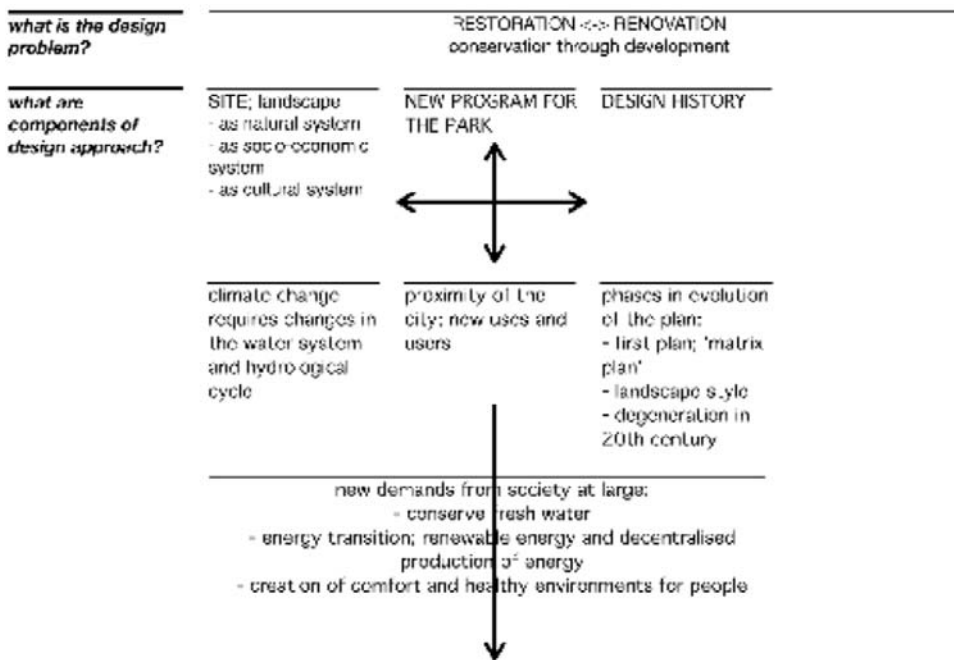 what is the design
problem?
RESTORATION <-> RENOVATION
conservation through development
what are
components of
design approach?
SITE; landscape
- as natural system
- as socio-economic
system
- as cultural system
NEW PROGRAM FOR
THE PARK
DESIGN HISTORY
climate change
requires changes in
the water system
and hydrological
cycle
proximity of the
city; new uses and
users
phases in evolution
of the plan:
- first plan; 'matrix
plan'
- landscape style
- degeneration in
20th century
new demands from society at large:
- conserve fresh water
- energy transition; renewable energy and decentralised
production of energy
- creation of comfort and healthy environments for people